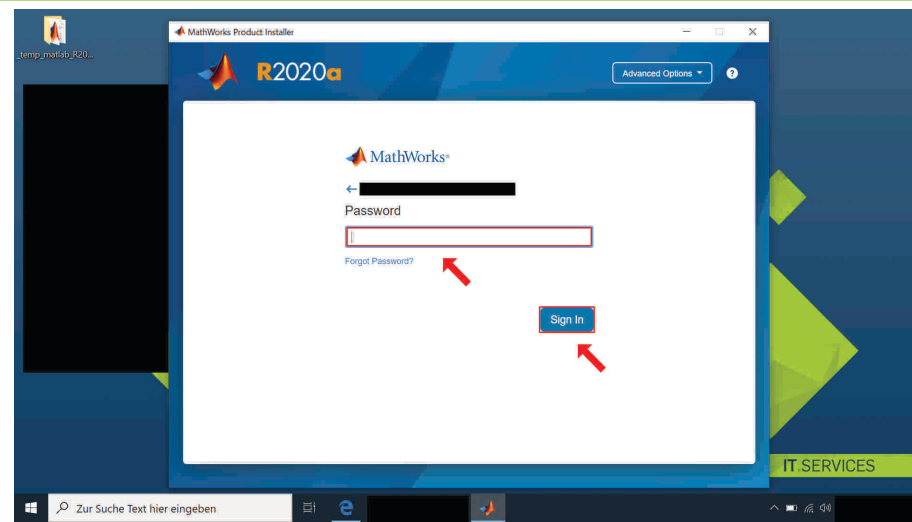 _temp_matlab_R20...
MathWorks Product Installer
R2020a
Advanced Options
?
MathWorks®
Password
Forgot Password?
Sign In
IT.SERVICES
Zur Suche Text hier eingeben